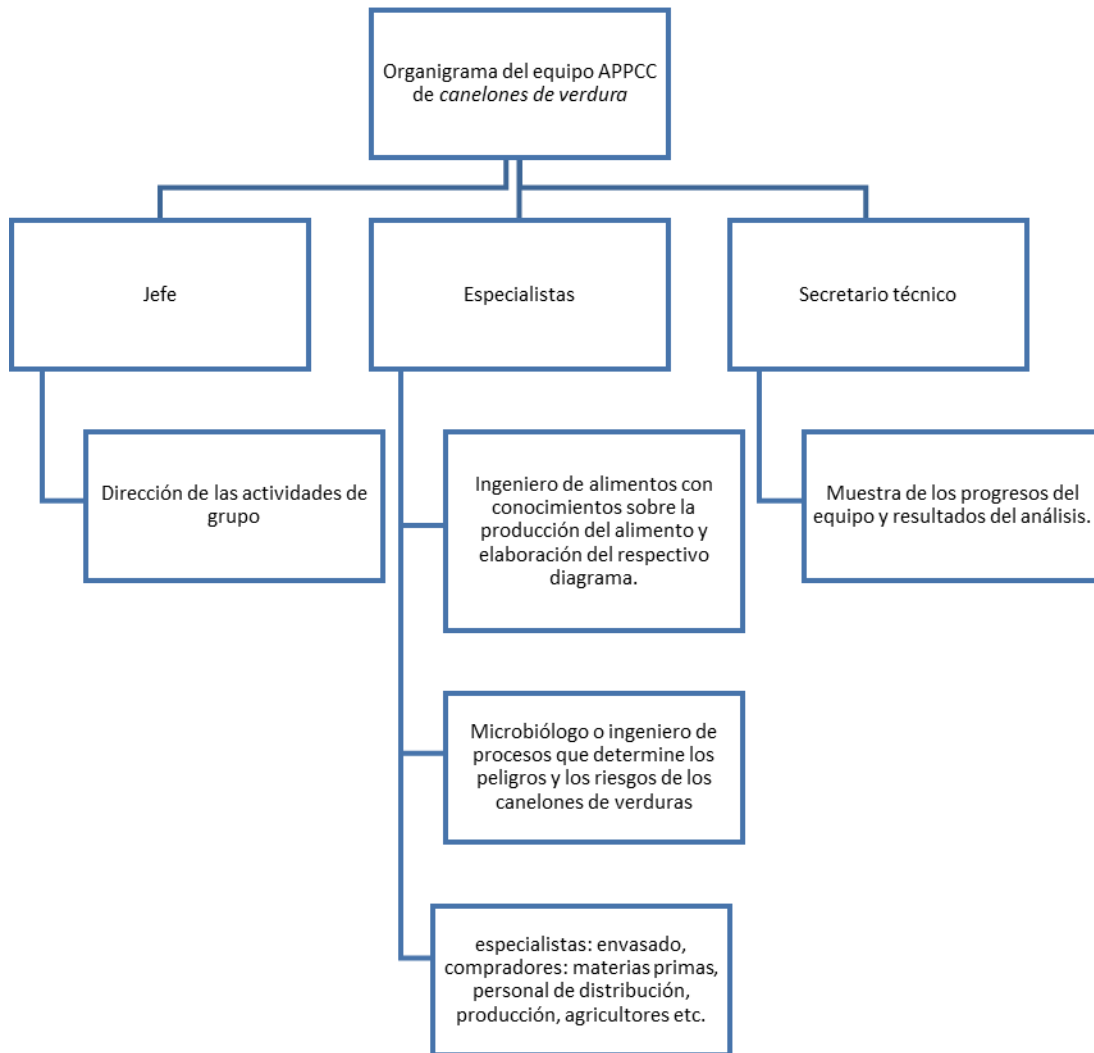 Organigrama del equipo APPCC
de canelones de verdura
Jefe
Especialistas
Secretario técnico
Dirección de las actividades de
grupo
Ingeniero de alimentos con
conocimientos sobre la
producción del alimento y
elaboración del respectivo
diagrama.
Muestra de los progresos del
equipo y resultados del análisis.
Microbiólogo o ingeniero de
procesos que determine los
peligros y los riesgos de los
canelones de verduras
especialistas: envasado,
compradores: materias primas,
personal de distribución,
producción, agricultores etc.